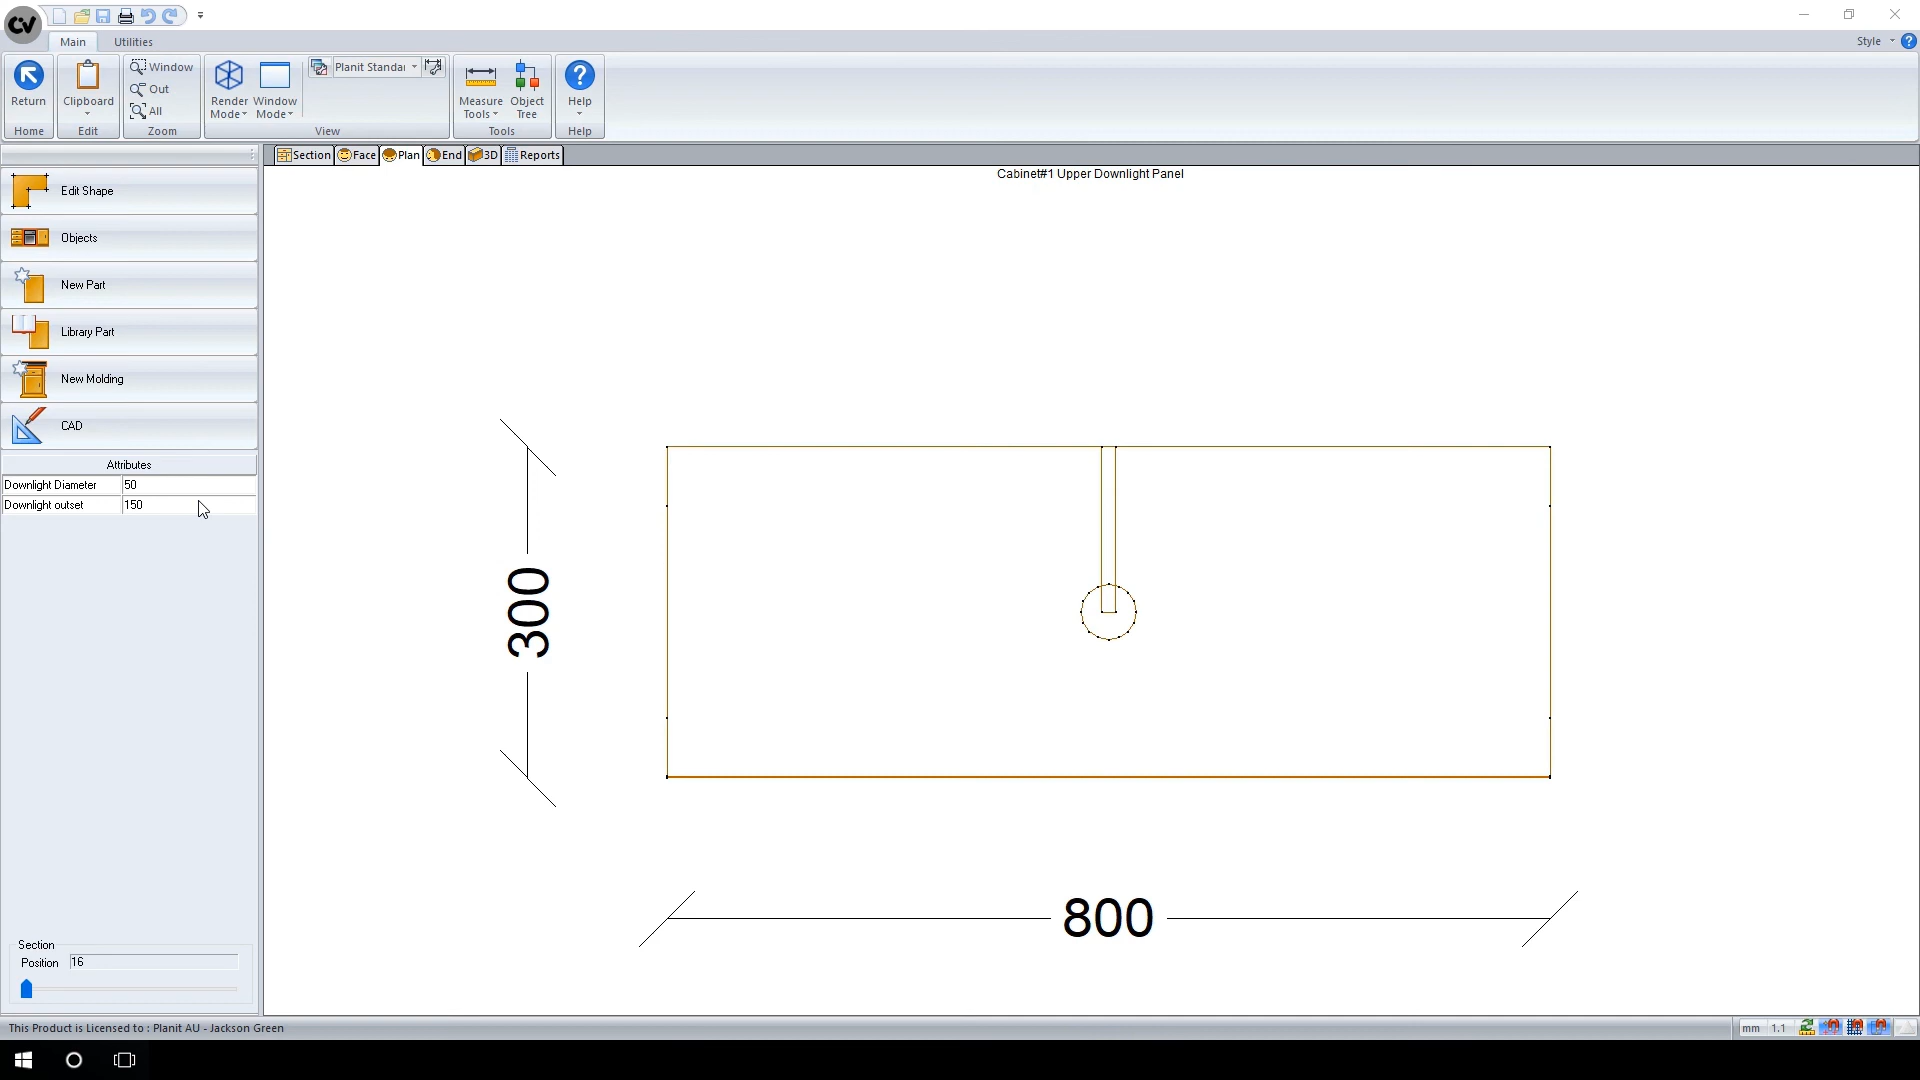 CV
Main
Utilities
Style
Return
Home
Clipboard
Edit
Window
Out
All
Zoom
Render Mode
Window Mode
View
Measure Tools
Object Tree
Tools
Help
Help
Section
Face
Plan
End
3D
Reports
Cabinet#1 Upper Downlight Panel
Edit Shape
Objects
New Part
Library Part
New Molding
CAD
Attributes
Downlight Diameter 50
Downlight outset 150
300
800
Section
Position 16
This Product is Licensed to : Planit AU - Jackson Green
mm 1.1